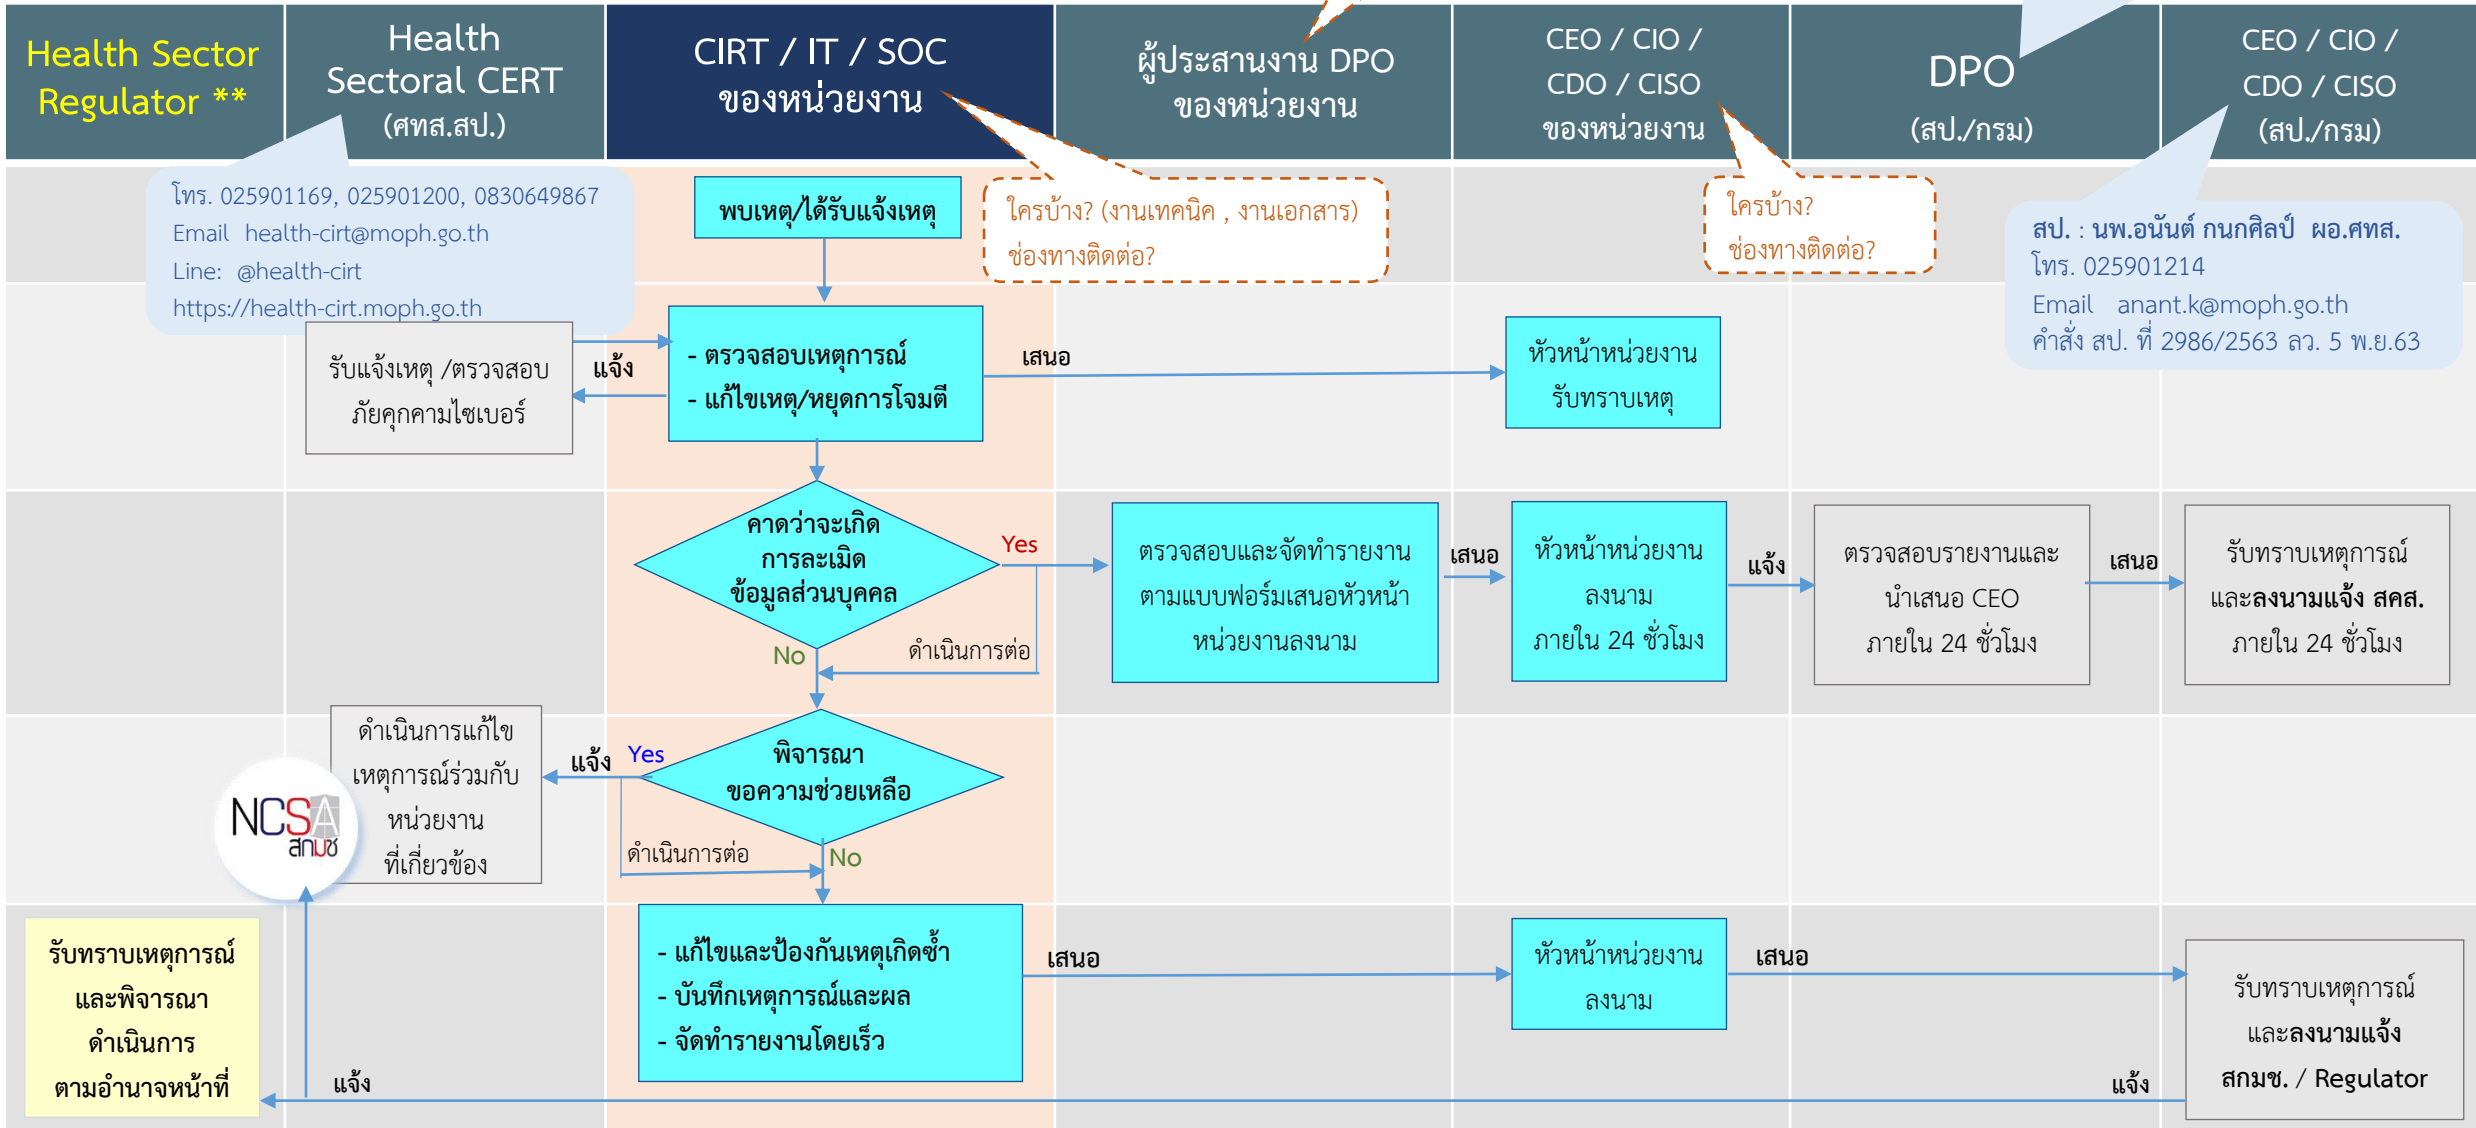 Health Sector
Regulator **
Health
Sectoral CERT
(ศทส.สป.)
CIRT / IT / SOC
ของหน่วยงาน
ผู้ประสานงาน DPO
ของหน่วยงาน
CEO / CIO /
CDO / CISO
ของหน่วยงาน
DPO
(สป./กรม)
CEO / CIO /
CDO / CISO
(สป./กรม)
โทร. 025901169, 025901200, 0830649867
Email health-cirt@moph.go.th
Line: @health-cirt
https://health-cirt.moph.go.th
พบเหตุ/ได้รับแจ้งเหตุ
ใครบ้าง? (งานเทคนิค , งานเอกสาร)
ช่องทางติดต่อ?
ใครบ้าง?
ช่องทางติดต่อ?
สป. : นพ.อนันต์ กนกศิลป์ ผอ.ศทส.
โทร. 025901214
Email anant.k@moph.go.th
คำสั่ง สป. ที่ 2986/2563 ลว. 5 พ.ย.63
รับแจ้งเหตุ /ตรวจสอบ
ภัยคุกคามไซเบอร์
แจ้ง
- ตรวจสอบเหตุการณ์
- แก้ไขเหตุ/หยุดการโจมตี
เสนอ
หัวหน้าหน่วยงาน
รับทราบเหตุ
คาดว่าจะเกิด
การละเมิด
ข้อมูลส่วนบุคคล
Yes
No
ดำเนินการต่อ
ตรวจสอบและจัดทำรายงาน
ตามแบบฟอร์มเสนอหัวหน้า
หน่วยงานลงนาม
เสนอ
หัวหน้าหน่วยงาน
ลงนาม
ภายใน 24 ชั่วโมง
แจ้ง
ตรวจสอบรายงานและ
นำเสนอ CEO
ภายใน 24 ชั่วโมง
เสนอ
รับทราบเหตุการณ์
และลงนามแจ้ง สคส.
ภายใน 24 ชั่วโมง
ดำเนินการแก้ไข
เหตุการณ์ร่วมกับ
หน่วยงาน
ที่เกี่ยวข้อง
NCSA
สกมช
แจ้ง
Yes
พิจารณา
ขอความช่วยเหลือ
ดำเนินการต่อ
No
รับทราบเหตุการณ์
และพิจารณา
ดำเนินการ
ตามอำนาจหน้าที่
- แก้ไขและป้องกันเหตุเกิดซ้ำ
- บันทึกเหตุการณ์และผล
- จัดทำรายงานโดยเร็ว
เสนอ
หัวหน้าหน่วยงาน
ลงนาม
เสนอ
รับทราบเหตุการณ์
และลงนามแจ้ง
สกมช. / Regulator
แจ้ง
แจ้ง